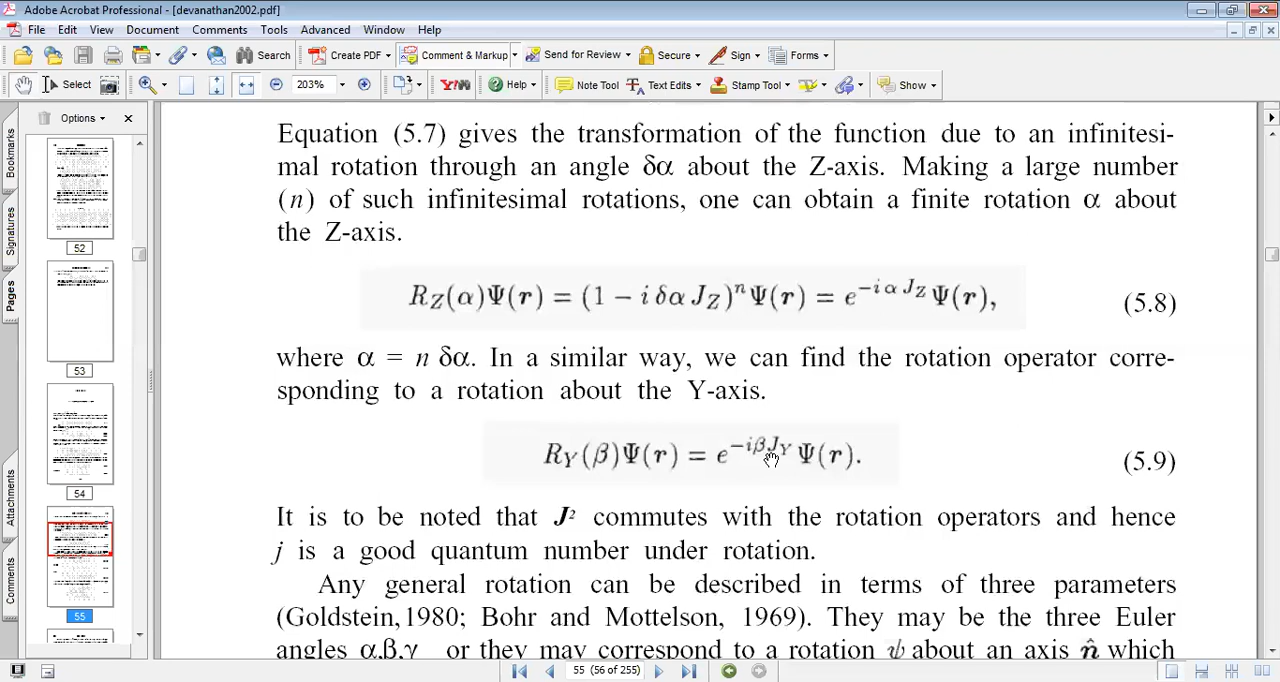 Adobe Acrobat Professional - [devanathan2002.pdf]
File Edit View Document Comments Tools Advanced Window Help
Search Create PDF Comment & Markup Send for Review Secure Sign Forms
Select 203% Y! Help Note Tool Text Edits Stamp Tool Show
Options
Bookmarks
Signatures
Pages
Attachments
Comments
52
53
54
55
Equation (5.7) gives the transformation of the function due to an infinitesi-
mal rotation through an angle δα about the Z-axis. Making a large number
(n) of such infinitesimal rotations, one can obtain a finite rotation α about
the Z-axis.
R_Z(α)Ψ(r) = (1 − i δα J_Z)^n Ψ(r) = e^{−i α J_Z} Ψ(r), (5.8)
where α = n δα. In a similar way, we can find the rotation operator corre-
sponding to a rotation about the Y-axis.
R_Y(β)Ψ(r) = e^{−iβJ_Y} Ψ(r). (5.9)
It is to be noted that J² commutes with the rotation operators and hence
j is a good quantum number under rotation.
Any general rotation can be described in terms of three parameters
(Goldstein,1980; Bohr and Mottelson, 1969). They may be the three Euler
angles α,β,γ or they may correspond to a rotation ψ about an axis n̂ which
55 (56 of 255)